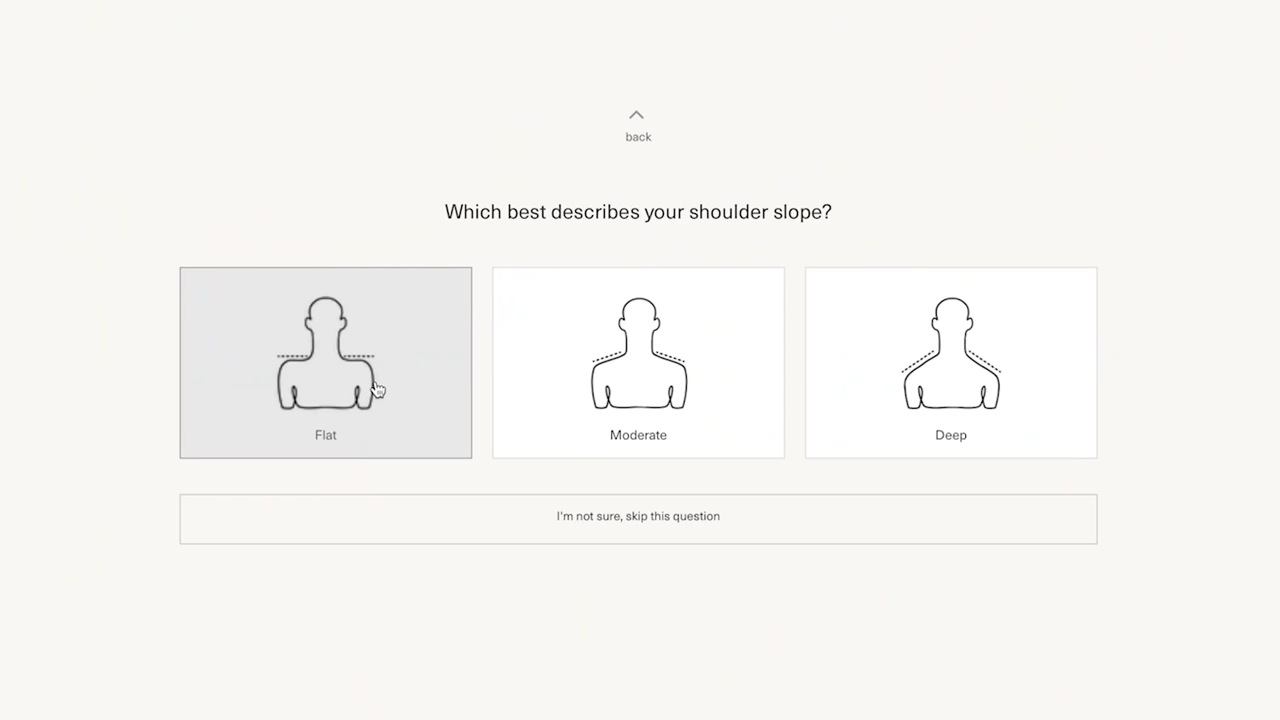 back
Which best describes your shoulder slope?
Flat
Moderate
Deep
I'm not sure, skip this question